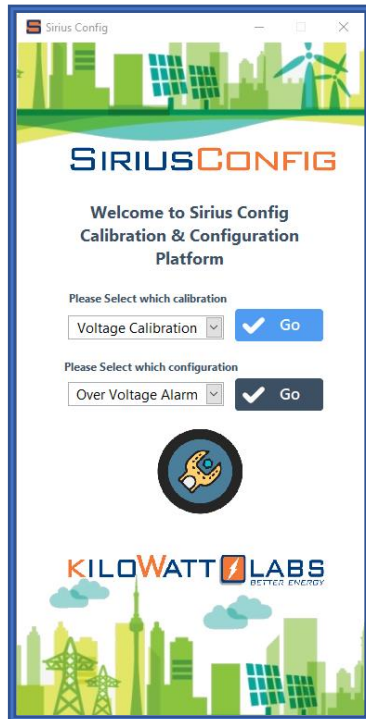 Sirius Config
SIRIUSCONFIG
Welcome to Sirius Config
Calibration & Configuration
Platform
Please Select which calibration
Voltage Calibration
Go
Please Select which configuration
Over Voltage Alarm
Go
KILOWATT LABS
BETTER ENERGY